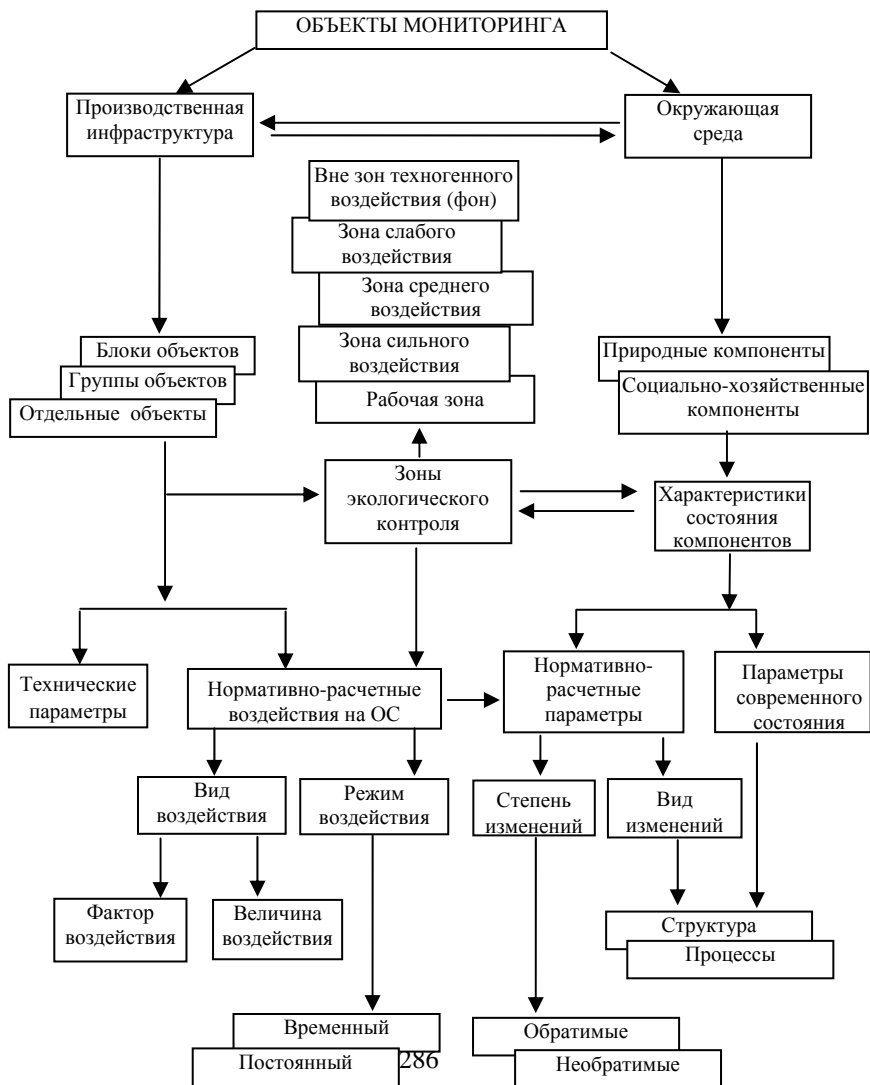 ОБЪЕКТЫ МОНИТОРИНГА
Производственная
инфраструктура
Окружающая
среда
Вне зон техногенного
воздействия (фон)
Зона слабого
воздействия
Зона среднего
воздействия
Зона сильного
воздействия
Рабочая зона
Блоки объектов
Группы объектов
Отдельные объекты
Природные компоненты
Социально-хозяйственные
компоненты
Зоны
экологического
контроля
Характеристики
состояния
компонентов
Технические
параметры
Нормативно-расчетные
воздействия на ОС
Нормативно-
расчетные
параметры
Параметры
современного
состояния
Вид
воздействия
Режим
воздействия
Степень
изменений
Вид
изменений
Фактор
воздействия
Величина
воздействия
Структура
Процессы
Временный
Постоянный
Обратимые
Необратимые
286